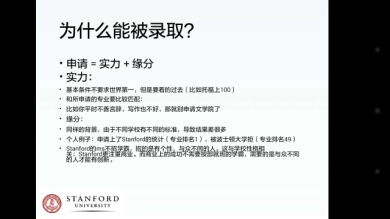 为什么能被录取?
• 申请 = 实力 + 缘分
• 实力：
• 基本条件不要求世界第一，但是要看的过去（比如托福上100）
• 和所申请的专业要比较匹配：
• 比如你平时不善言辞，写作也不好，那就别申请文学院了
• 缘分：
• 同样的背景，由于不同学校有不同的标准，导致结果差很多
• 个人例子：申请上了Stanford的统计（专业排名1），被波士顿大学拒（专业排名49）
• Stanford的ms不招学霸，招的是有个性，与众不同的人，这与学校性格相
关：Stanford更注重商业，而商业上的成功不需要按部就班的学霸，需要的是与众不同
的人才能有创新。
STANFORD
UNIVERSITY